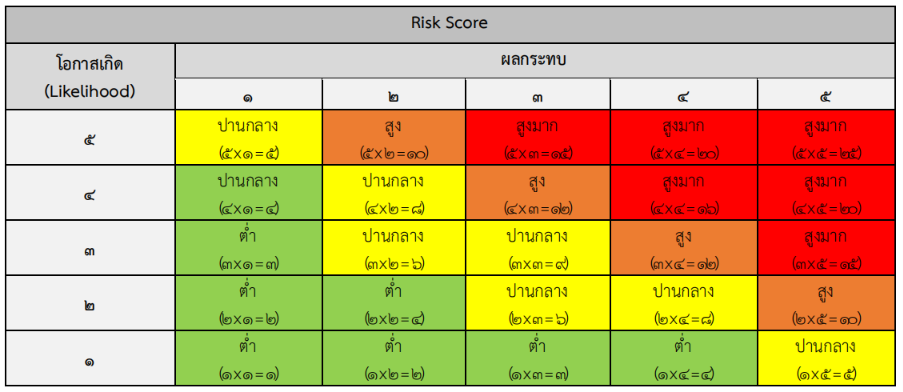 Risk Score
โอกาสเกิด
(Likelihood)
ผลกระทบ
๑ ๒ ๓ ๔ ๕
๕
ปานกลาง สูง สูงมาก สูงมาก สูงมาก
(๕X๑=๕) (๕X๒=๑๐) (๕X๓=๑๕) (๕X๔=๒๐) (๕X๕=๒๕)
๔
ปานกลาง ปานกลาง สูง สูงมาก สูงมาก
(๔X๑=๔) (๔X๒=๘) (๔X๓=๑๒) (๔X๔=๑๖) (๔X๕=๒๐)
๓
ต่ำ ปานกลาง ปานกลาง สูง สูงมาก
(๓X๑=๓) (๓X๒=๖) (๓X๓=๙) (๓X๔=๑๒) (๓X๕=๑๕)
๒
ต่ำ ต่ำ ปานกลาง ปานกลาง สูง
(๒X๑=๒) (๒X๒=๔) (๒X๓=๖) (๒X๔=๘) (๒X๕=๑๐)
๑
ต่ำ ต่ำ ต่ำ ต่ำ ปานกลาง
(๑X๑=๑) (๑X๒=๒) (๑X๓=๓) (๑X๔=๔) (๑X๕=๕)